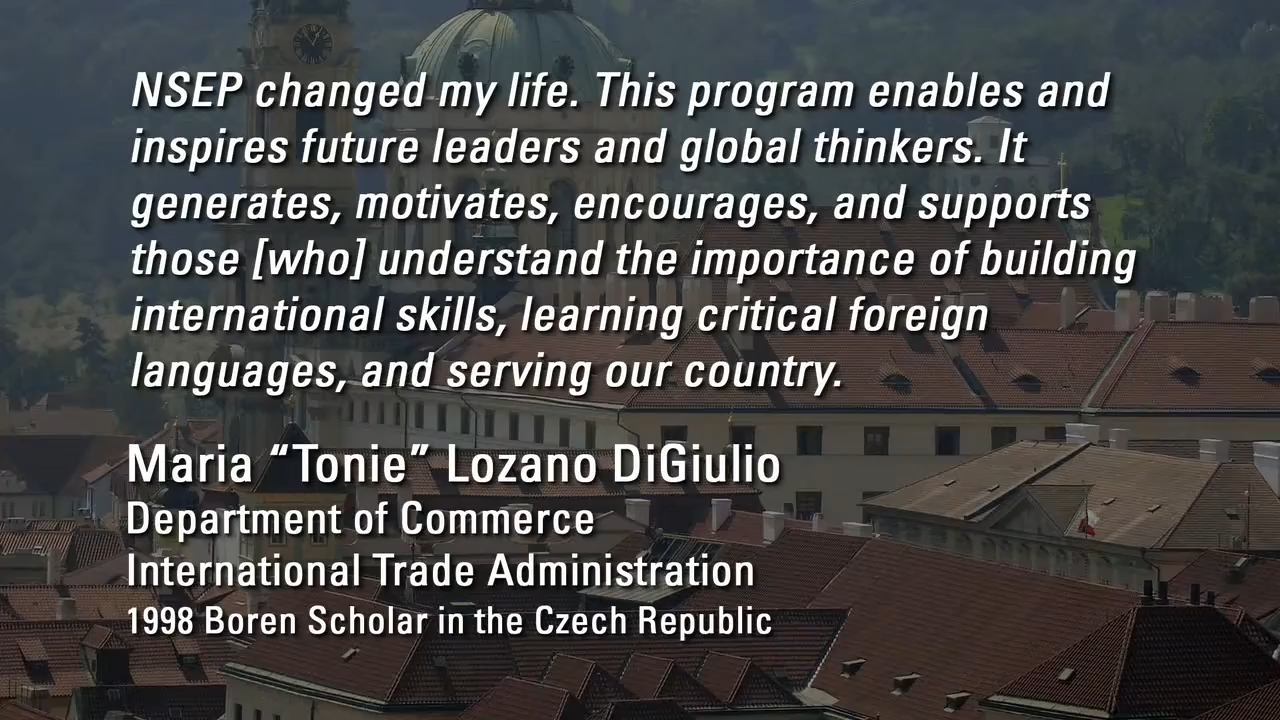 NSEP changed my life. This program enables and
inspires future leaders and global thinkers. It
generates, motivates, encourages, and supports
those [who] understand the importance of building
international skills, learning critical foreign
languages, and serving our country.
Maria “Tonie” Lozano DiGiulio
Department of Commerce
International Trade Administration
1998 Boren Scholar in the Czech Republic